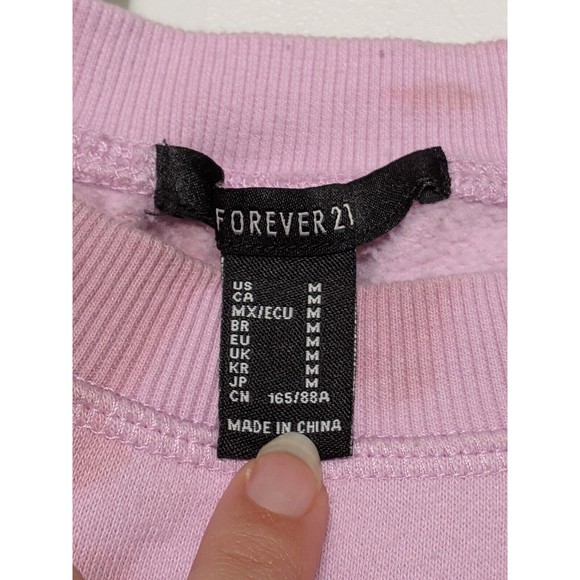 FOREVER 21
US M
CA M
MX/ECU M
BR M
EU M
UK M
KR M
JP M
CN 165/88A
MADE IN CHINA